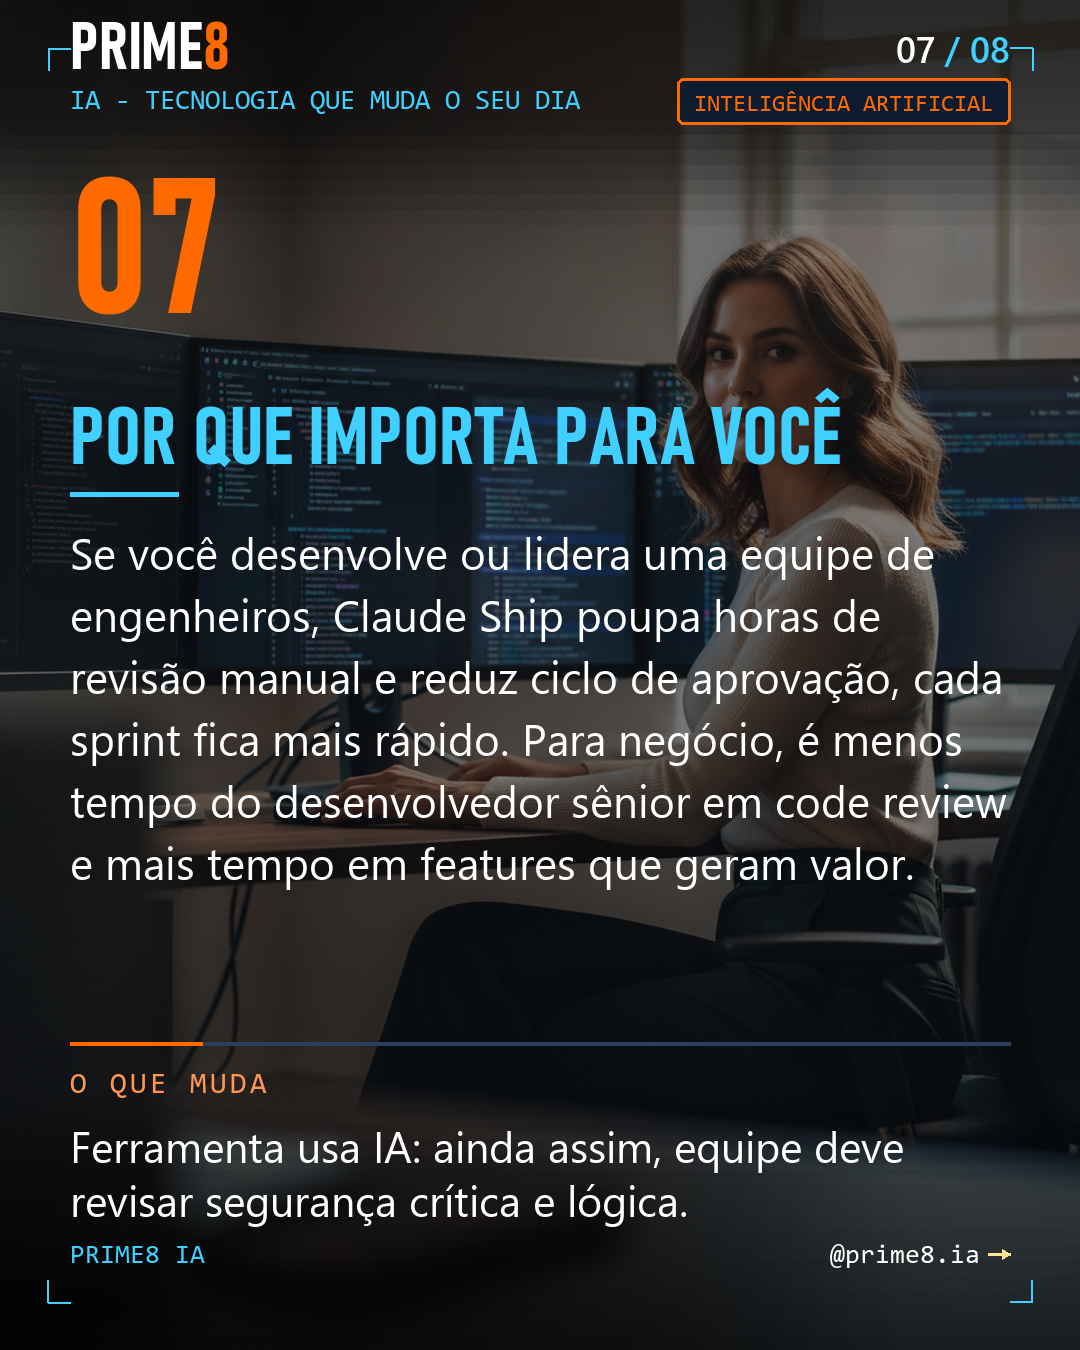 PRIME8
07 / 08
IA - TECNOLOGIA QUE MUDA O SEU DIA
INTELIGÊNCIA ARTIFICIAL
07
POR QUE IMPORTA PARA VOCÊ
Se você desenvolve ou lidera uma equipe de
engenheiros, Claude Ship poupa horas de
revisão manual e reduz ciclo de aprovação, cada
sprint fica mais rápido. Para negócio, é menos
tempo do desenvolvedor sênior em code review
e mais tempo em features que geram valor.
O QUE MUDA
Ferramenta usa IA: ainda assim, equipe deve
revisar segurança crítica e lógica.
PRIME8 IA
@prime8.ia